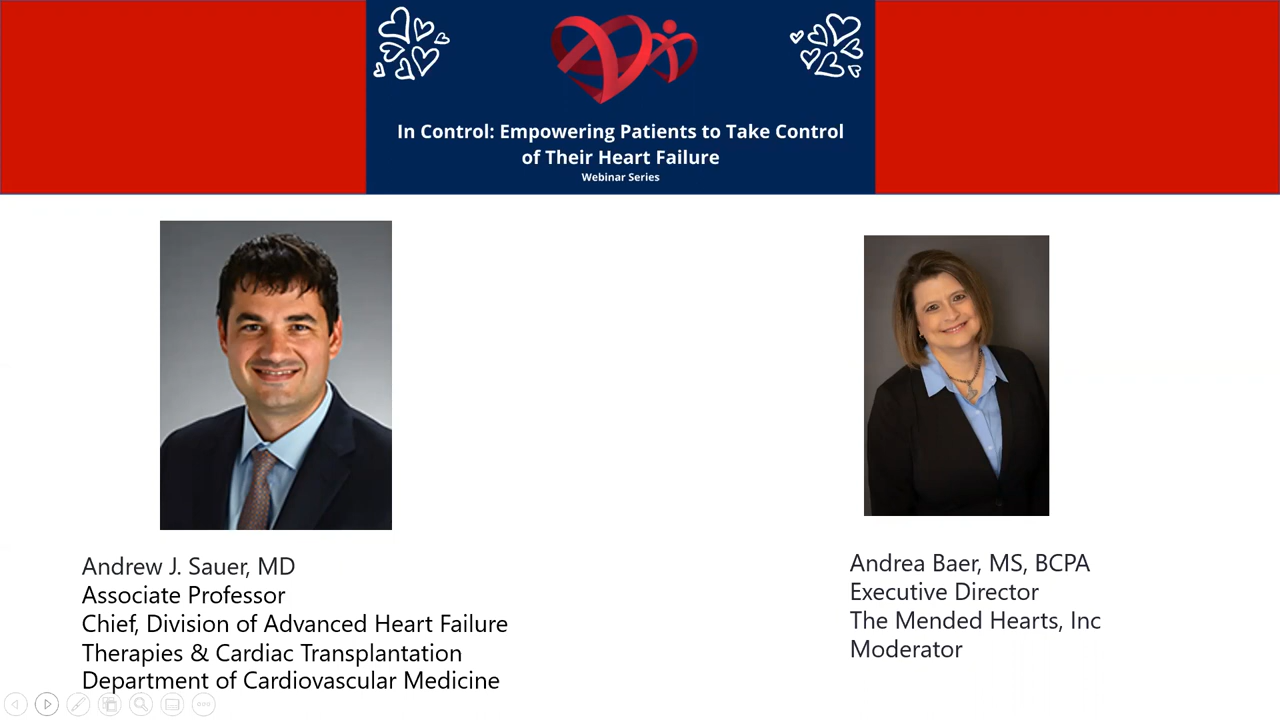 In Control: Empowering Patients to Take Control
of Their Heart Failure
Webinar Series
Andrew J. Sauer, MD
Associate Professor
Chief, Division of Advanced Heart Failure
Therapies & Cardiac Transplantation
Department of Cardiovascular Medicine
Andrea Baer, MS, BCPA
Executive Director
The Mended Hearts, Inc
Moderator